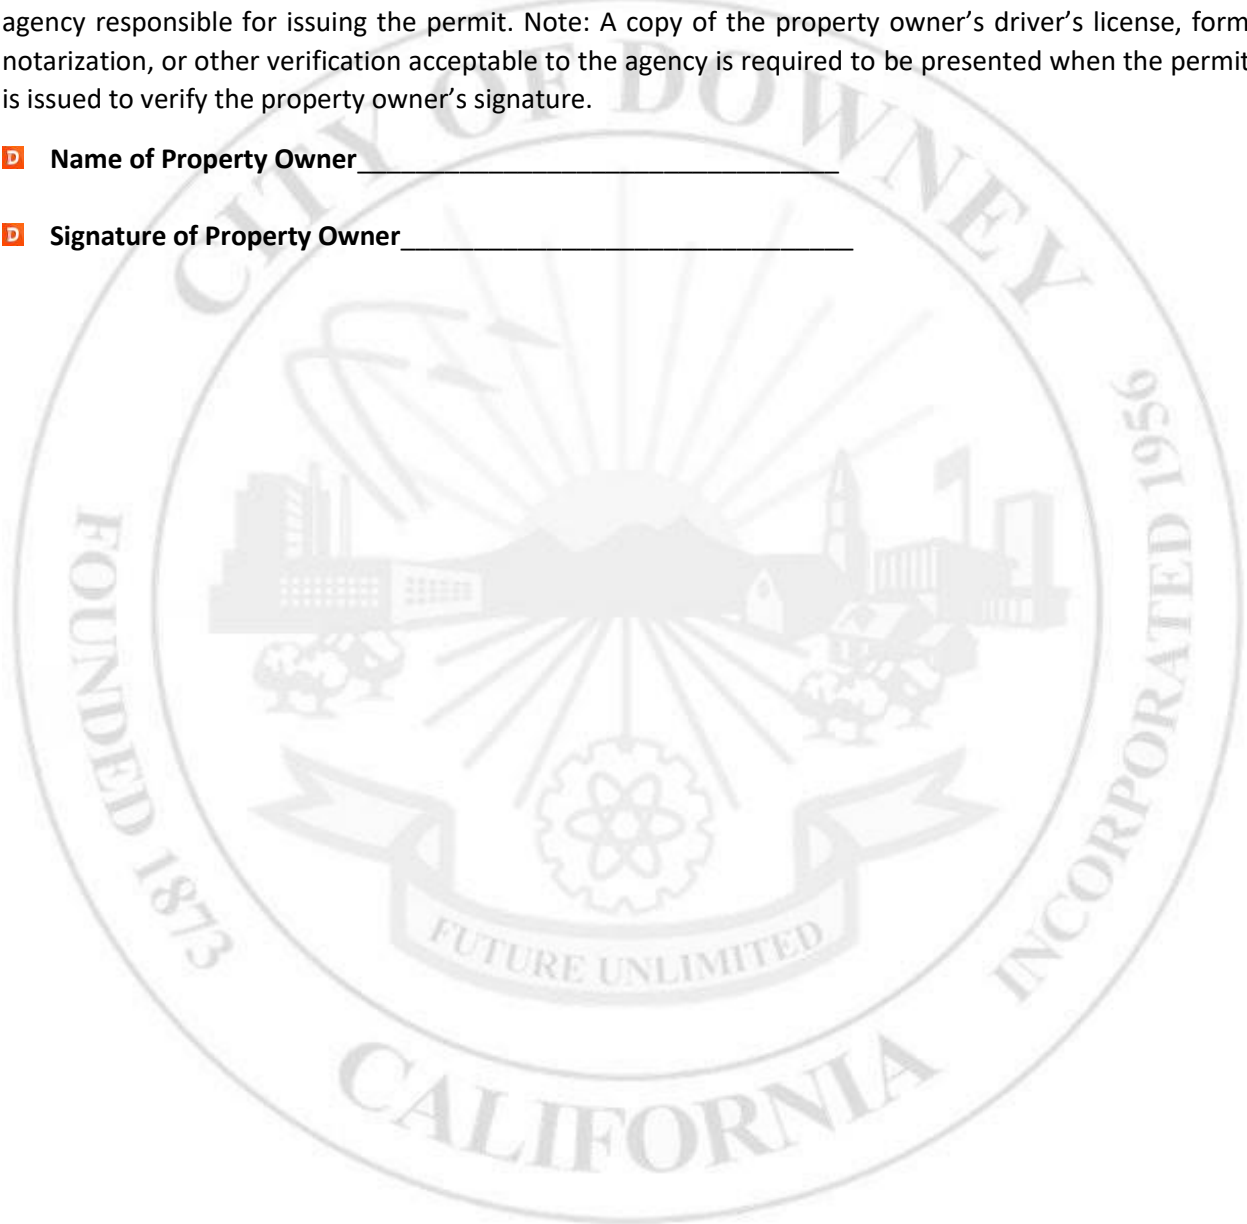 agency responsible for issuing the permit. Note: A copy of the property owner’s driver’s license, form
notarization, or other verification acceptable to the agency is required to be presented when the permit
is issued to verify the property owner’s signature.
D Name of Property Owner_________________________________
D Signature of Property Owner_______________________________
CITY OF DOWNEY
FOUNDED 1873
INCORPORATED 1956
FUTURE UNLIMITED
CALIFORNIA